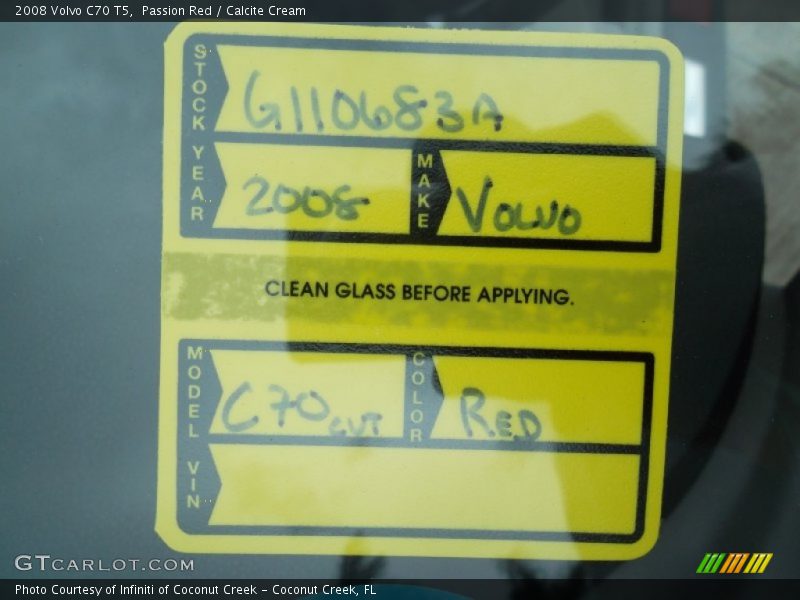 2008 Volvo C70 T5, Passion Red / Calcite Cream
STOCK G110683A
YEAR 2008 MAKE VOLVO
CLEAN GLASS BEFORE APPLYING.
MODEL C70 CVT COLOR RED
VIN
GTCARLOT.COM
Photo Courtesy of Infiniti of Coconut Creek - Coconut Creek, FL